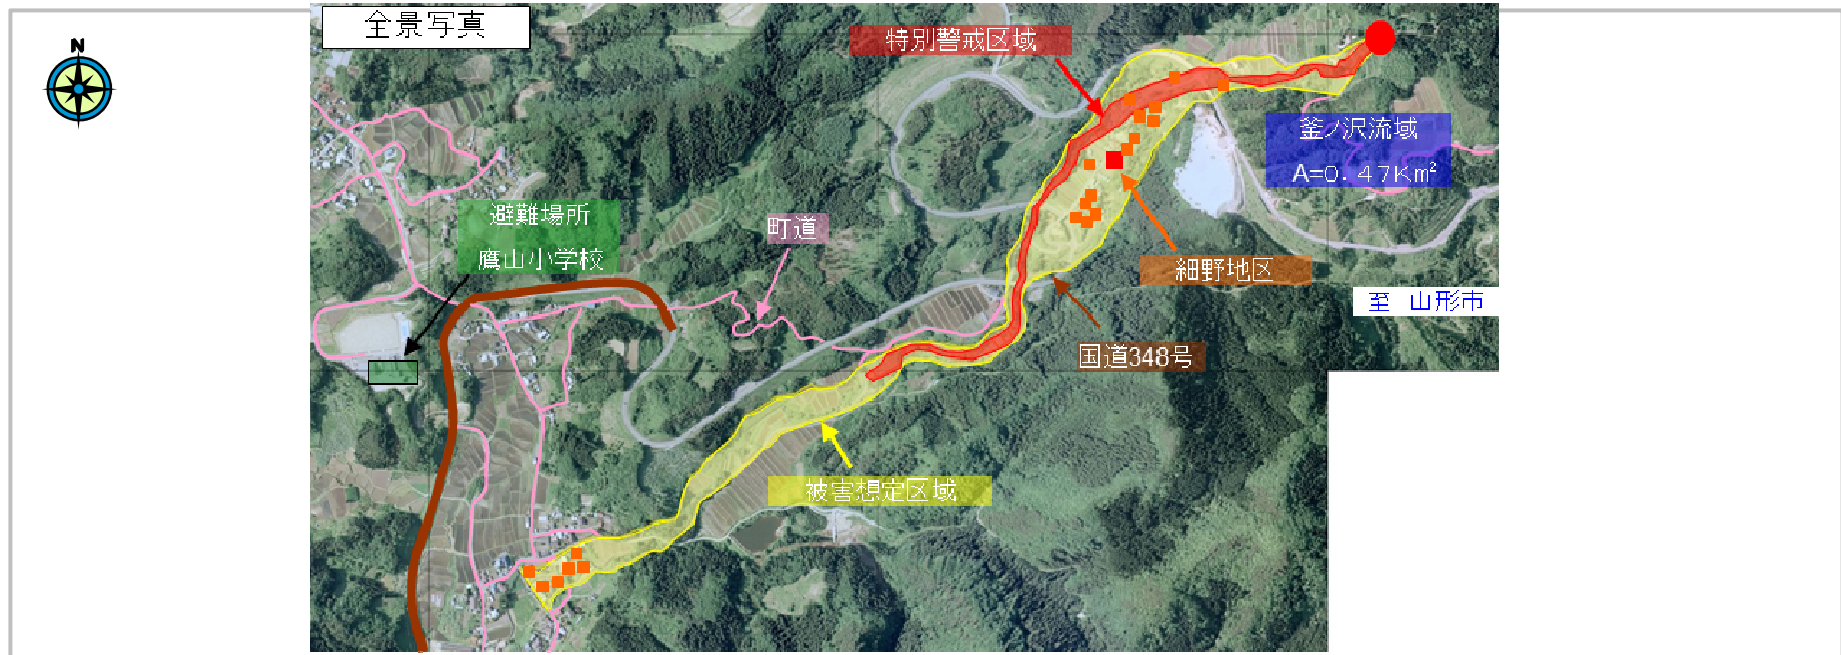 全景写真
N
特別警戒区域
釜ノ沢流域
A=0.47Km²
避難場所
鷹山小学校
町道
細野地区
至 山形市
国道348号
被害想定区域